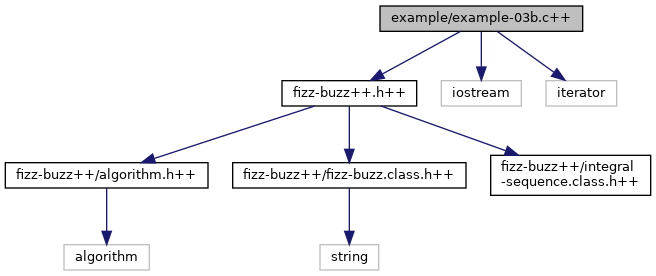 example/example-03b.c++
fizz-buzz++.h++
iostream
iterator
fizz-buzz++/algorithm.h++
fizz-buzz++/fizz-buzz.class.h++
fizz-buzz++/integral
-sequence.class.h++
algorithm
string